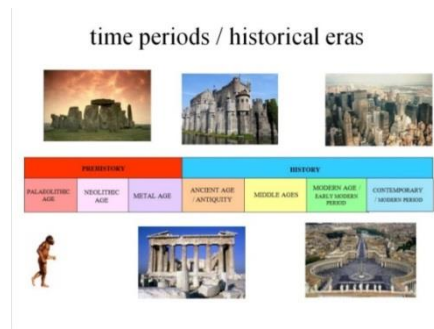 time periods / historical eras
PREHISTORY
HISTORY
PALAEOLITHIC
AGE
NEOLITHIC
AGE
METAL AGE
ANCIENT AGE
/ ANTIQUITY
MIDDLE AGES
MODERN AGE /
EARLY MODERN
PERIOD
CONTEMPORARY
/ MODERN PERIOD